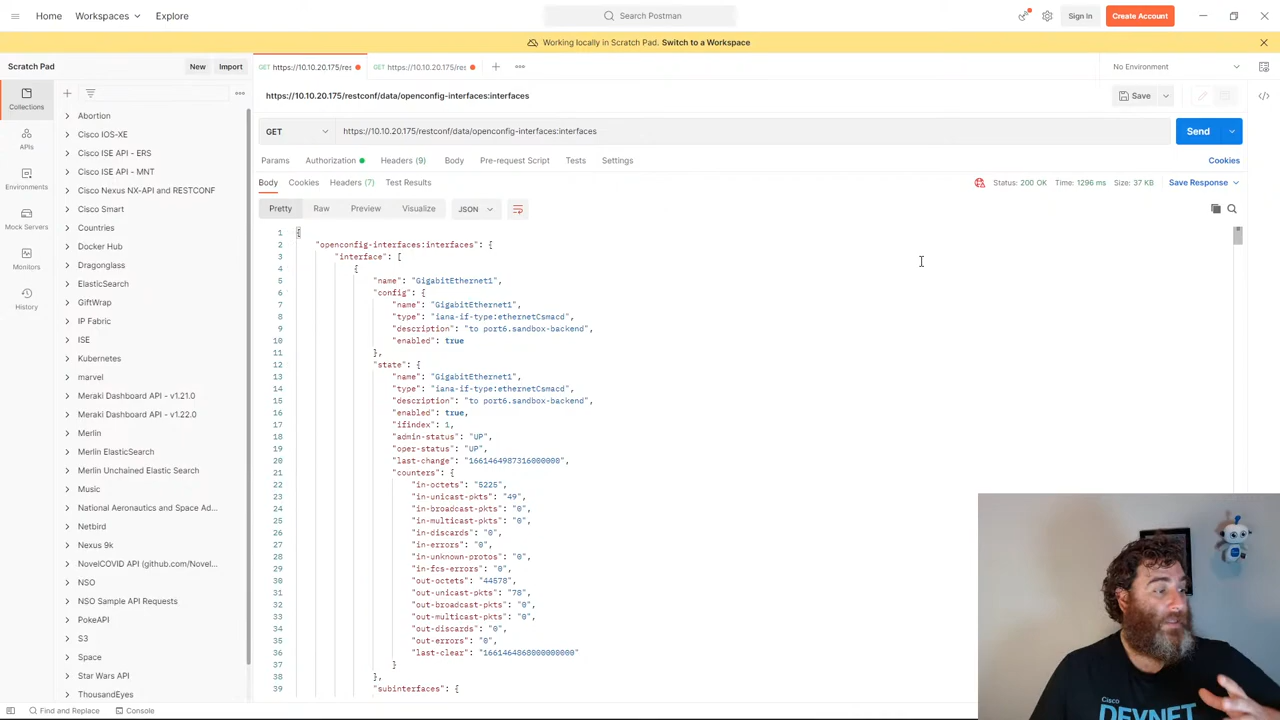 Home Workspaces Explore Search Postman Sign In Create Account
Working locally in Scratch Pad. Switch to a Workspace
Scratch Pad New Import GET https://10.10.20.175/res GET https://10.10.20.175/res No Environment
Collections
APIs
Environments
Mock Servers
Monitors
History
Abortion
Cisco IOS-XE
Cisco ISE API - ERS
Cisco ISE API - MNT
Cisco Nexus NX-API and RESTCONF
Cisco Smart
Countries
Docker Hub
Dragonglass
ElasticSearch
GiftWrap
IP Fabric
ISE
Kubernetes
marvel
Meraki Dashboard API - v1.21.0
Meraki Dashboard API - v1.22.0
Merlin
Merlin ElasticSearch
Merlin Unchained Elastic Search
Music
National Aeronautics and Space Ad...
Netbird
Nexus 9k
NovelCOVID API (github.com/Novel...
NSO
NSO Sample API Requests
PokeAPI
S3
Space
Star Wars API
ThousandEyes
https://10.10.20.175/restconf/data/openconfig-interfaces:interfaces Save
GET https://10.10.20.175/restconf/data/openconfig-interfaces:interfaces Send
Params Authorization Headers (9) Body Pre-request Script Tests Settings Cookies
Body Cookies Headers (7) Test Results Status: 200 OK Time: 1296 ms Size: 37 KB Save Response
Pretty Raw Preview Visualize JSON
1 {
2 "openconfig-interfaces:interfaces": {
3 "interface": [
4 {
5 "name": "GigabitEthernet1",
6 "config": {
7 "name": "GigabitEthernet1",
8 "type": "iana-if-type:ethernetCsmacd",
9 "description": "to port6.sandbox-backend",
10 "enabled": true
11 },
12 "state": {
13 "name": "GigabitEthernet1",
14 "type": "iana-if-type:ethernetCsmacd",
15 "description": "to port6.sandbox-backend",
16 "enabled": true,
17 "ifindex": 1,
18 "admin-status": "UP",
19 "oper-status": "UP",
20 "last-change": "1661464987316000000",
21 "counters": {
22 "in-octets": "5225",
23 "in-unicast-pkts": "49",
24 "in-broadcast-pkts": "0",
25 "in-multicast-pkts": "0",
26 "in-discards": "0",
27 "in-errors": "0",
28 "in-unknown-protos": "0",
29 "in-fcs-errors": "0",
30 "out-octets": "44578",
31 "out-unicast-pkts": "78",
32 "out-broadcast-pkts": "0",
33 "out-multicast-pkts": "0",
34 "out-discards": "0",
35 "out-errors": "0",
36 "last-clear": "1661464868000000000"
37 }
38 },
39 "subinterfaces": {
Cisco
DEVNET
Find and Replace Console